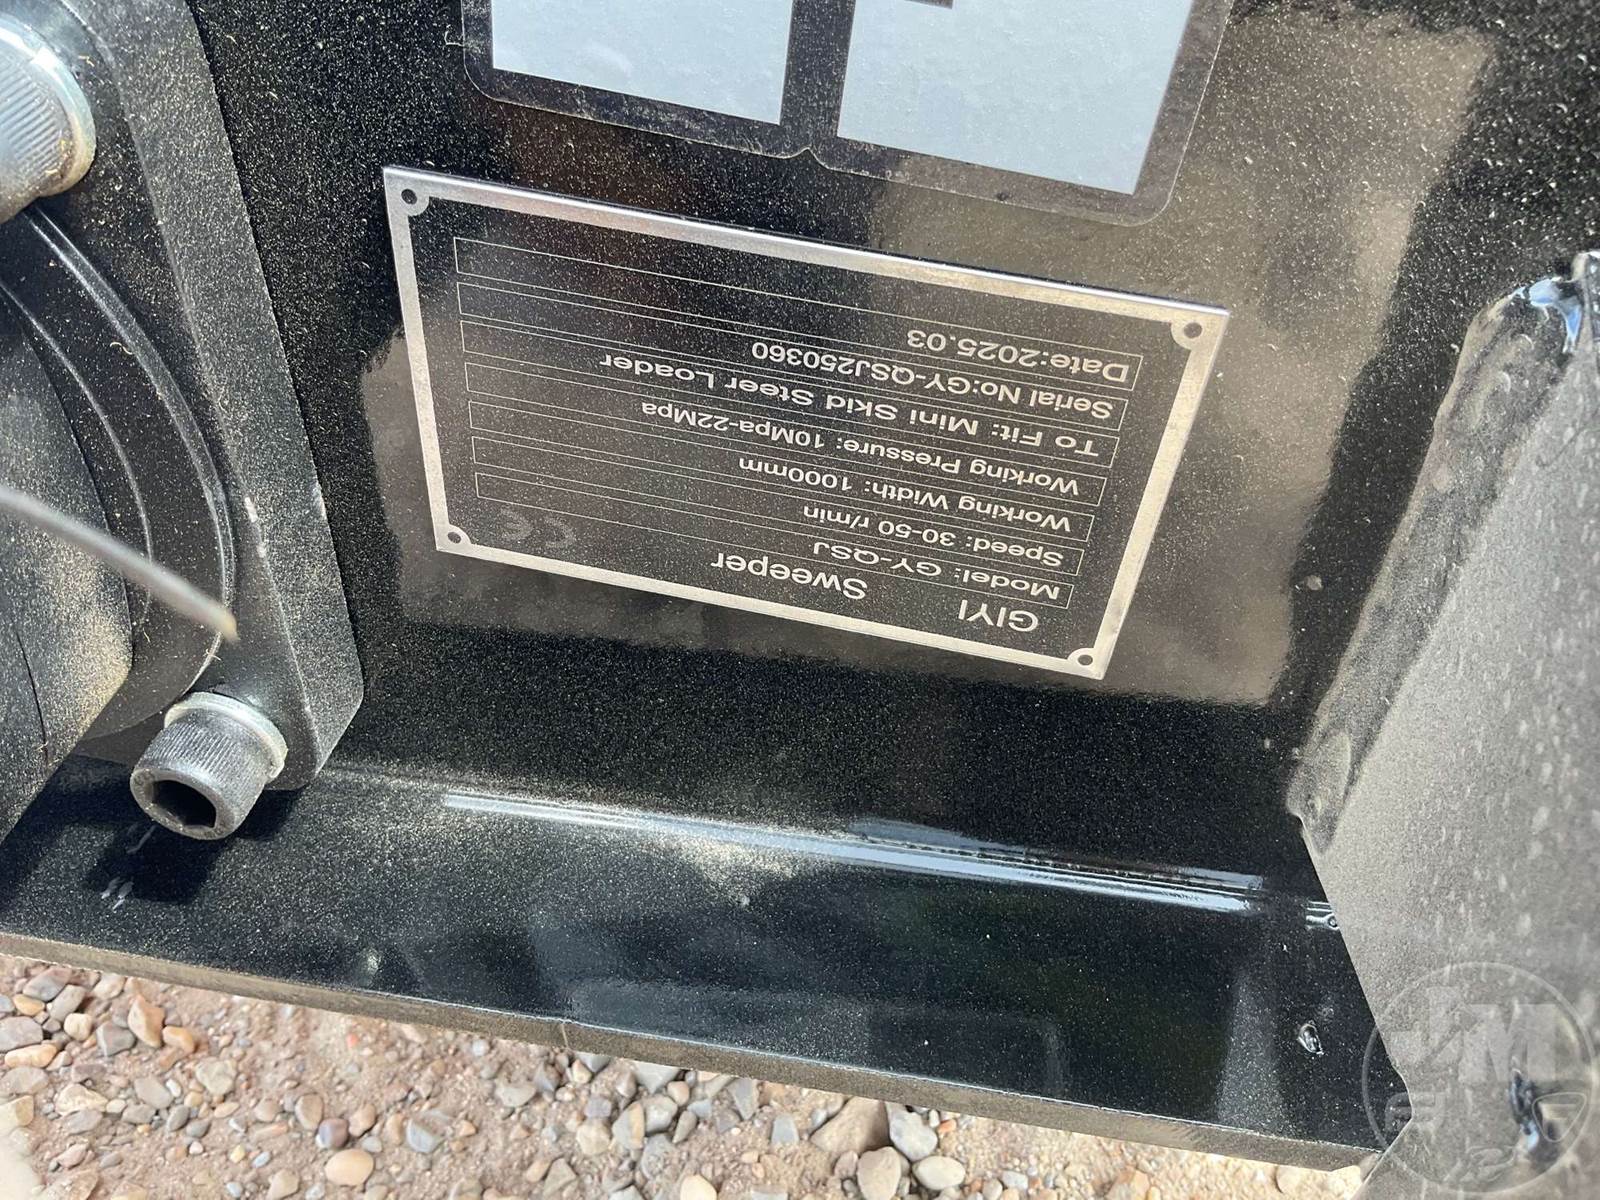 GIYI
Sweeper
CE
Model: GY-QSJ
Speed: 30-50 r/min
Working Width: 1000mm
Working Pressure: 10Mpa-22Mpa
To Fit: Mini Skid Steer Loader
Serial No:GY-QSJ250360
Date:2025.03
JM